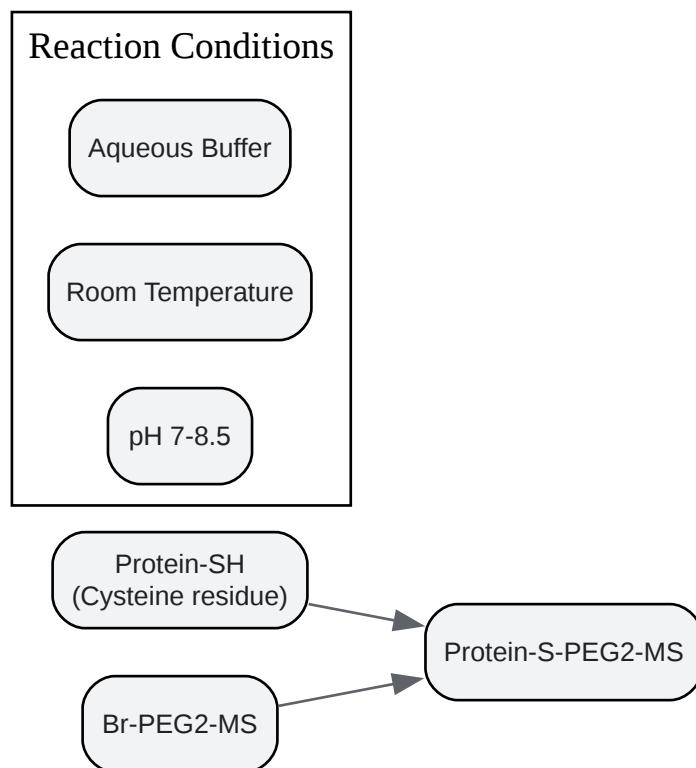 Reaction Conditions
Aqueous Buffer
Room Temperature
pH 7-8.5
Protein-SH
(Cysteine residue)
Protein-S-PEG2-MS
Br-PEG2-MS